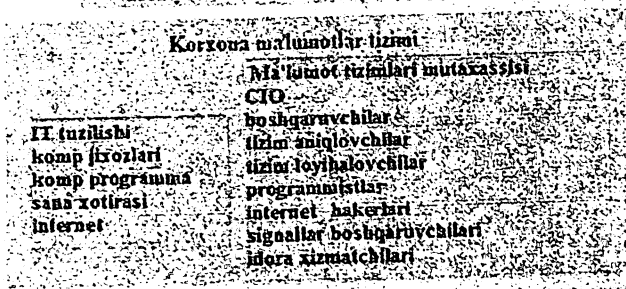 Korxona ma'lumotlar tizimi
IT tuzilishi
komp jixozlari
komp programma
sana xotirasi
internet
Ma'lumot tizimlari mutaxassisi
CIO
boshqaruvchilar
tizim aniqlovchilar
tizim loyihalovchilar
programmistlar
internet hakerlari
signallar boshqaruvchilari
idora xizmatchilari